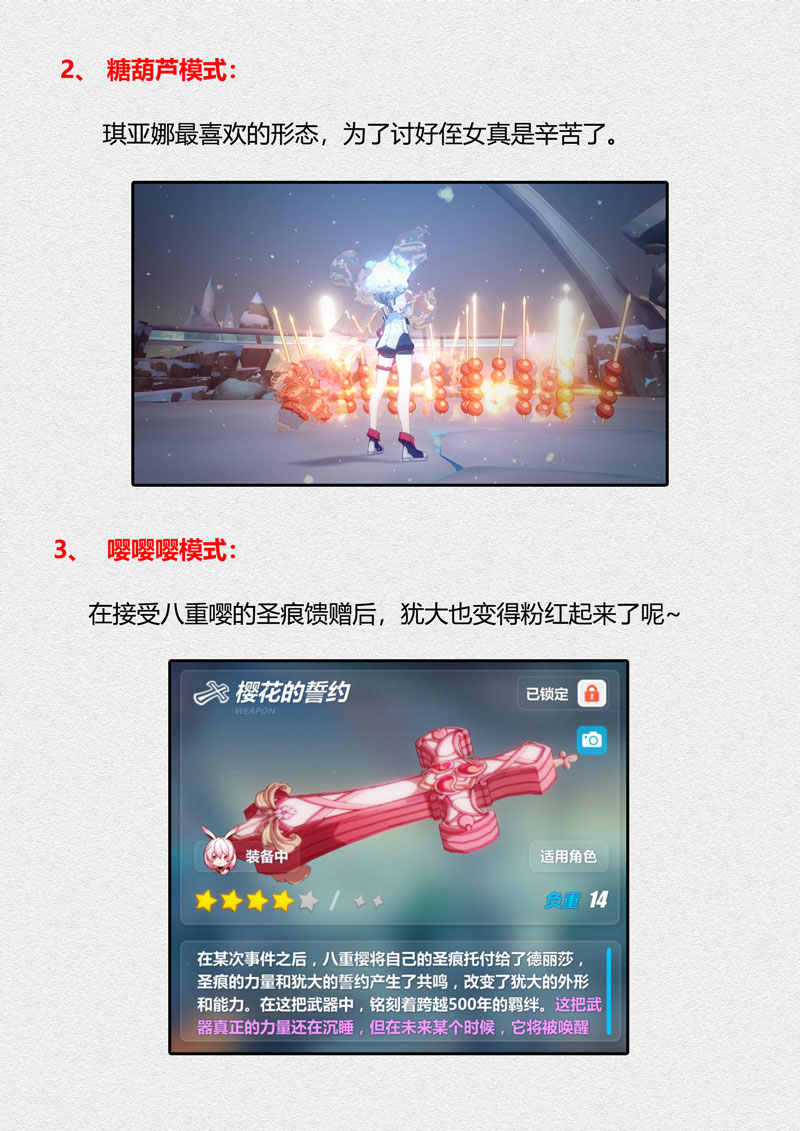 2、 糖葫芦模式：
琪亚娜最喜欢的形态，为了讨好侄女真是辛苦了。
3、 嘤嘤嘤模式：
在接受八重嘤的圣痕馈赠后，犹大也变得粉红起来了呢~
樱花的誓约
WEAPON
已锁定
装备中
适用角色
/
负重 14
在某次事件之后，八重樱将自己的圣痕托付给了德丽莎，
圣痕的力量和犹大的誓约产生了共鸣，改变了犹大的外形
和能力。在这把武器中，铭刻着跨越500年的羁绊。这把武
器真正的力量还在沉睡，但在未来某个时候，它将被唤醒